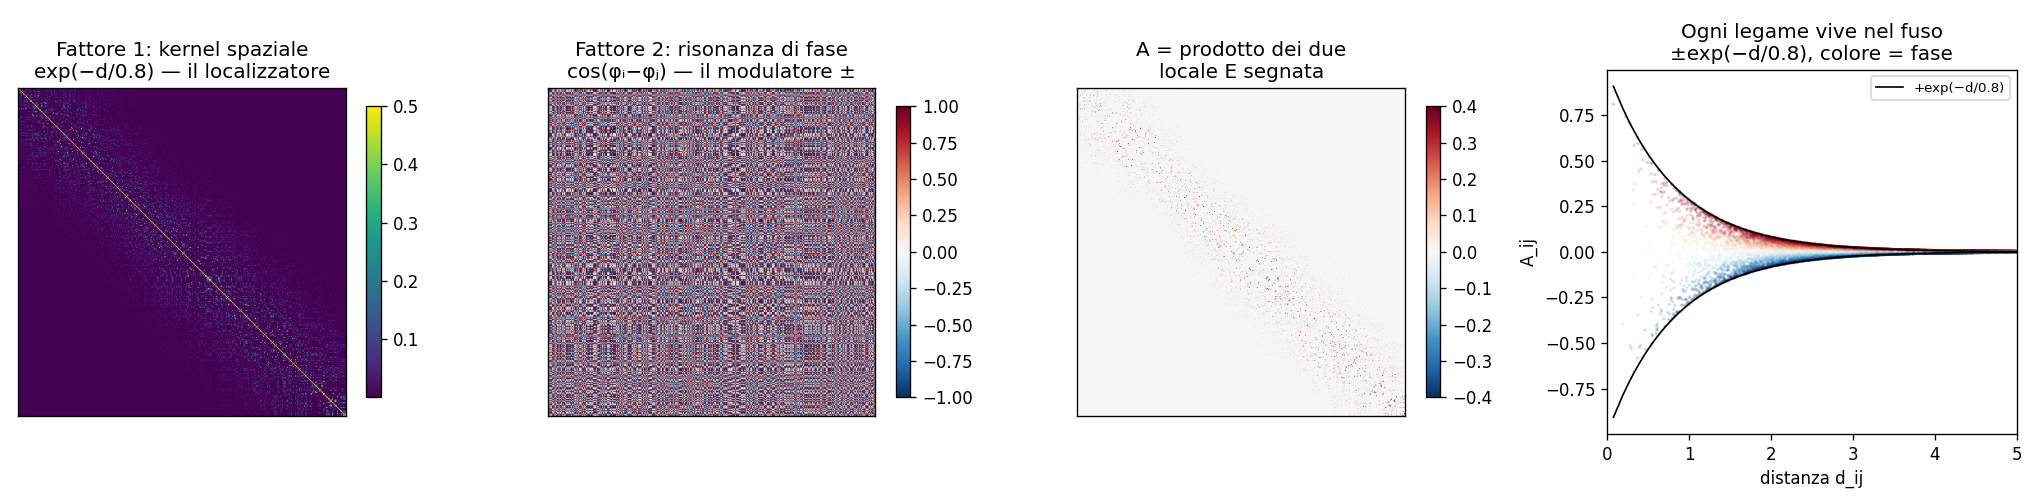 Fattore 1: kernel spaziale
exp(−d/0.8) — il localizzatore
0.5
0.4
0.3
0.2
0.1
Fattore 2: risonanza di fase
cos(φᵢ−φⱼ) — il modulatore ±
1.00
0.75
0.50
0.25
0.00
−0.25
−0.50
−0.75
−1.00
A = prodotto dei due
locale E segnata
0.4
0.3
0.2
0.1
0.0
−0.1
−0.2
−0.3
−0.4
Ogni legame vive nel fuso
±exp(−d/0.8), colore = fase
+exp(−d/0.8)
A_ij
0.75
0.50
0.25
0.00
−0.25
−0.50
−0.75
0 1 2 3 4 5
distanza d_ij